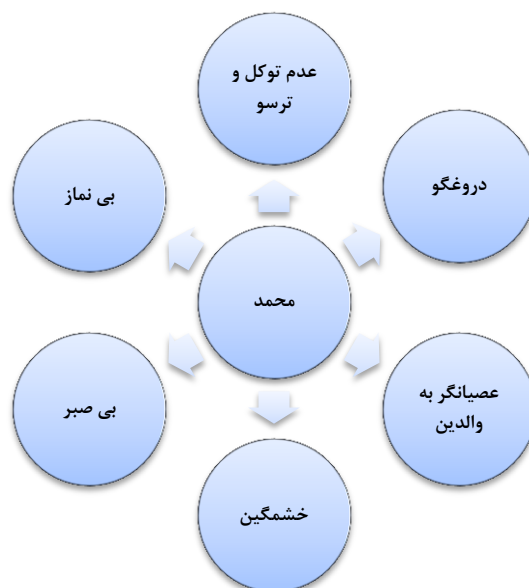 عدم توکل و
ترسو
دروغگو
بی نماز
محمد
عصیانگر به
والدین
بی صبر
خشمگین